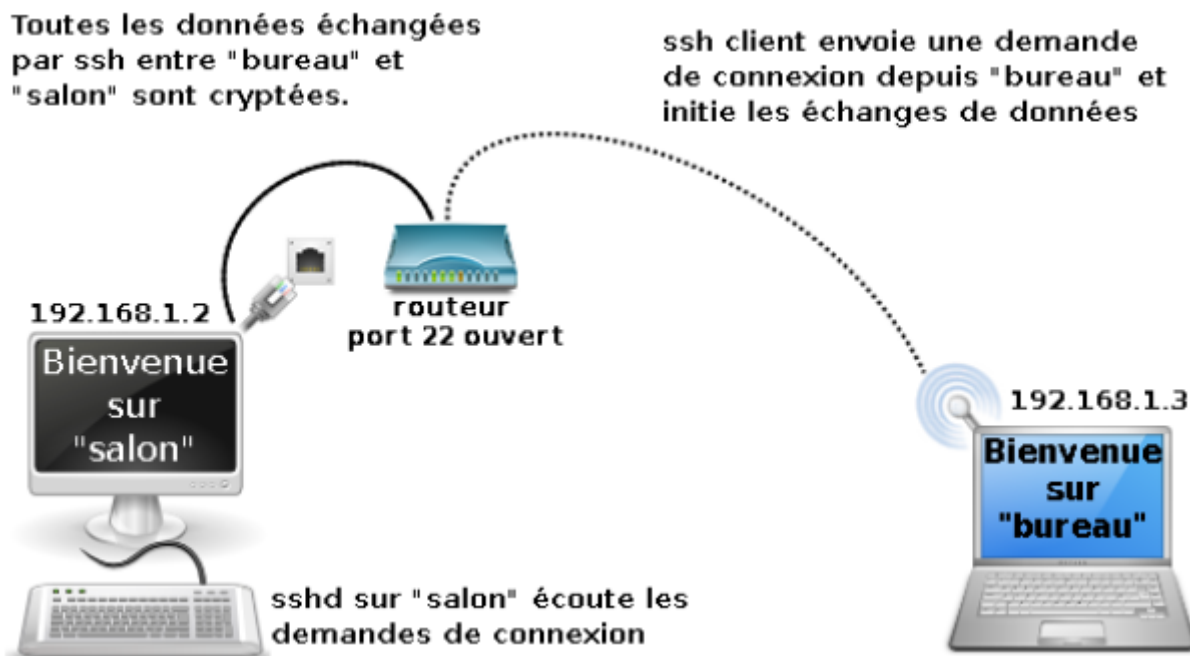 Toutes les données échangées
par ssh entre "bureau" et
"salon" sont cryptées.
ssh client envoie une demande
de connexion depuis "bureau" et
initie les échanges de données
routeur
port 22 ouvert
192.168.1.2
Bienvenue
sur
"salon"
192.168.1.3
Bienvenue
sur
"bureau"
sshd sur "salon" écoute les
demandes de connexion